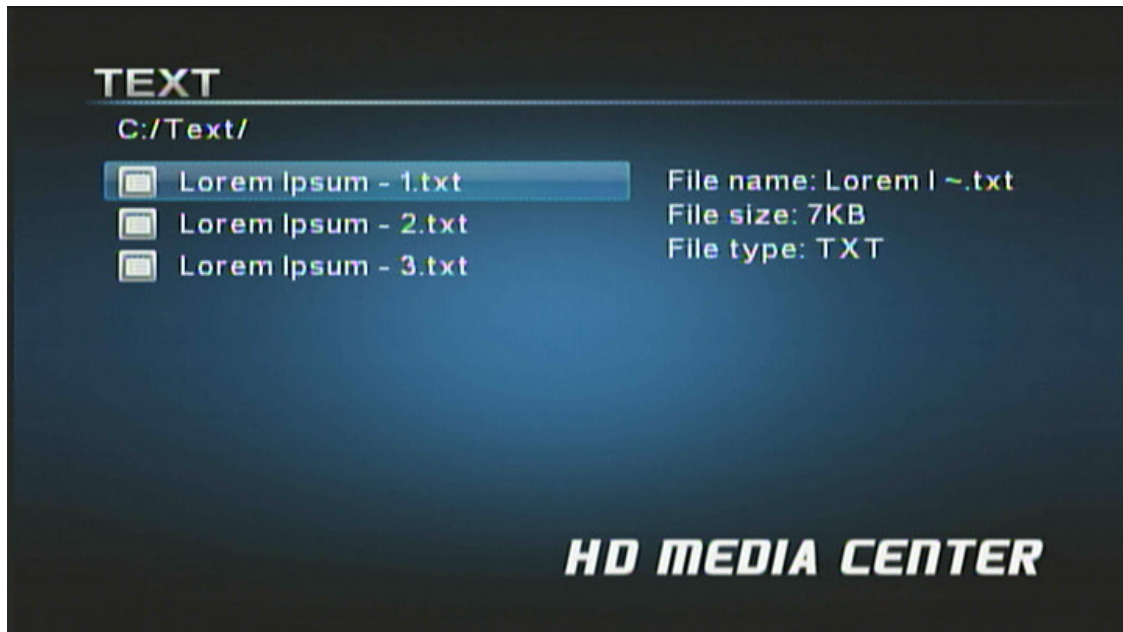 TEXT
C:/Text/
Lorem Ipsum - 1.txt
Lorem Ipsum - 2.txt
Lorem Ipsum - 3.txt
File name: Lorem I ~.txt
File size: 7KB
File type: TXT
HD MEDIA CENTER